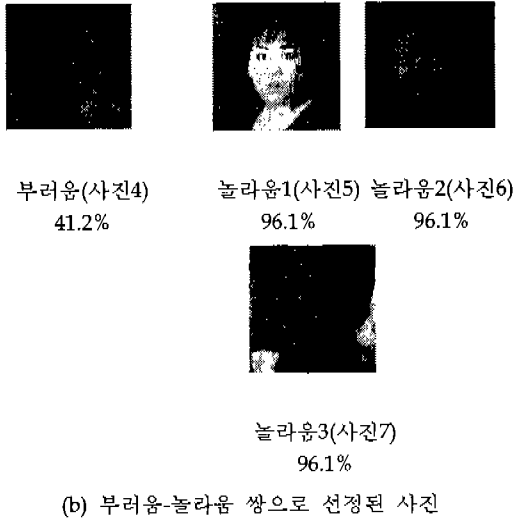 부러움(사진4) 놀라움1(사진5) 놀라움2(사진6)
41.2% 96.1% 96.1%
놀라움3(사진7)
96.1%
(b) 부러움-놀라움 쌍으로 선정된 사진